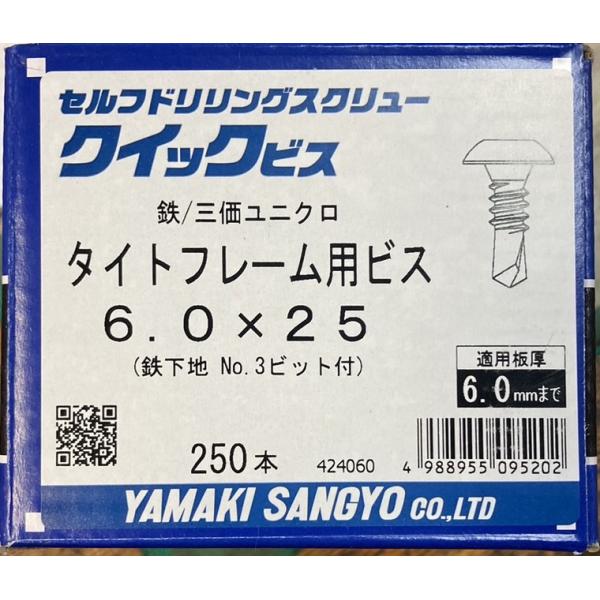 セルフドリリングスクリュー
クイックビス
鉄/三価ユニクロ
タイトフレーム用ビス
6.0×25
(鉄下地 No.3ビット付)
適用板厚
6.0mmまで
250本
424060
4 988955 095202
YAMAKI SANGYO CO.,LTD